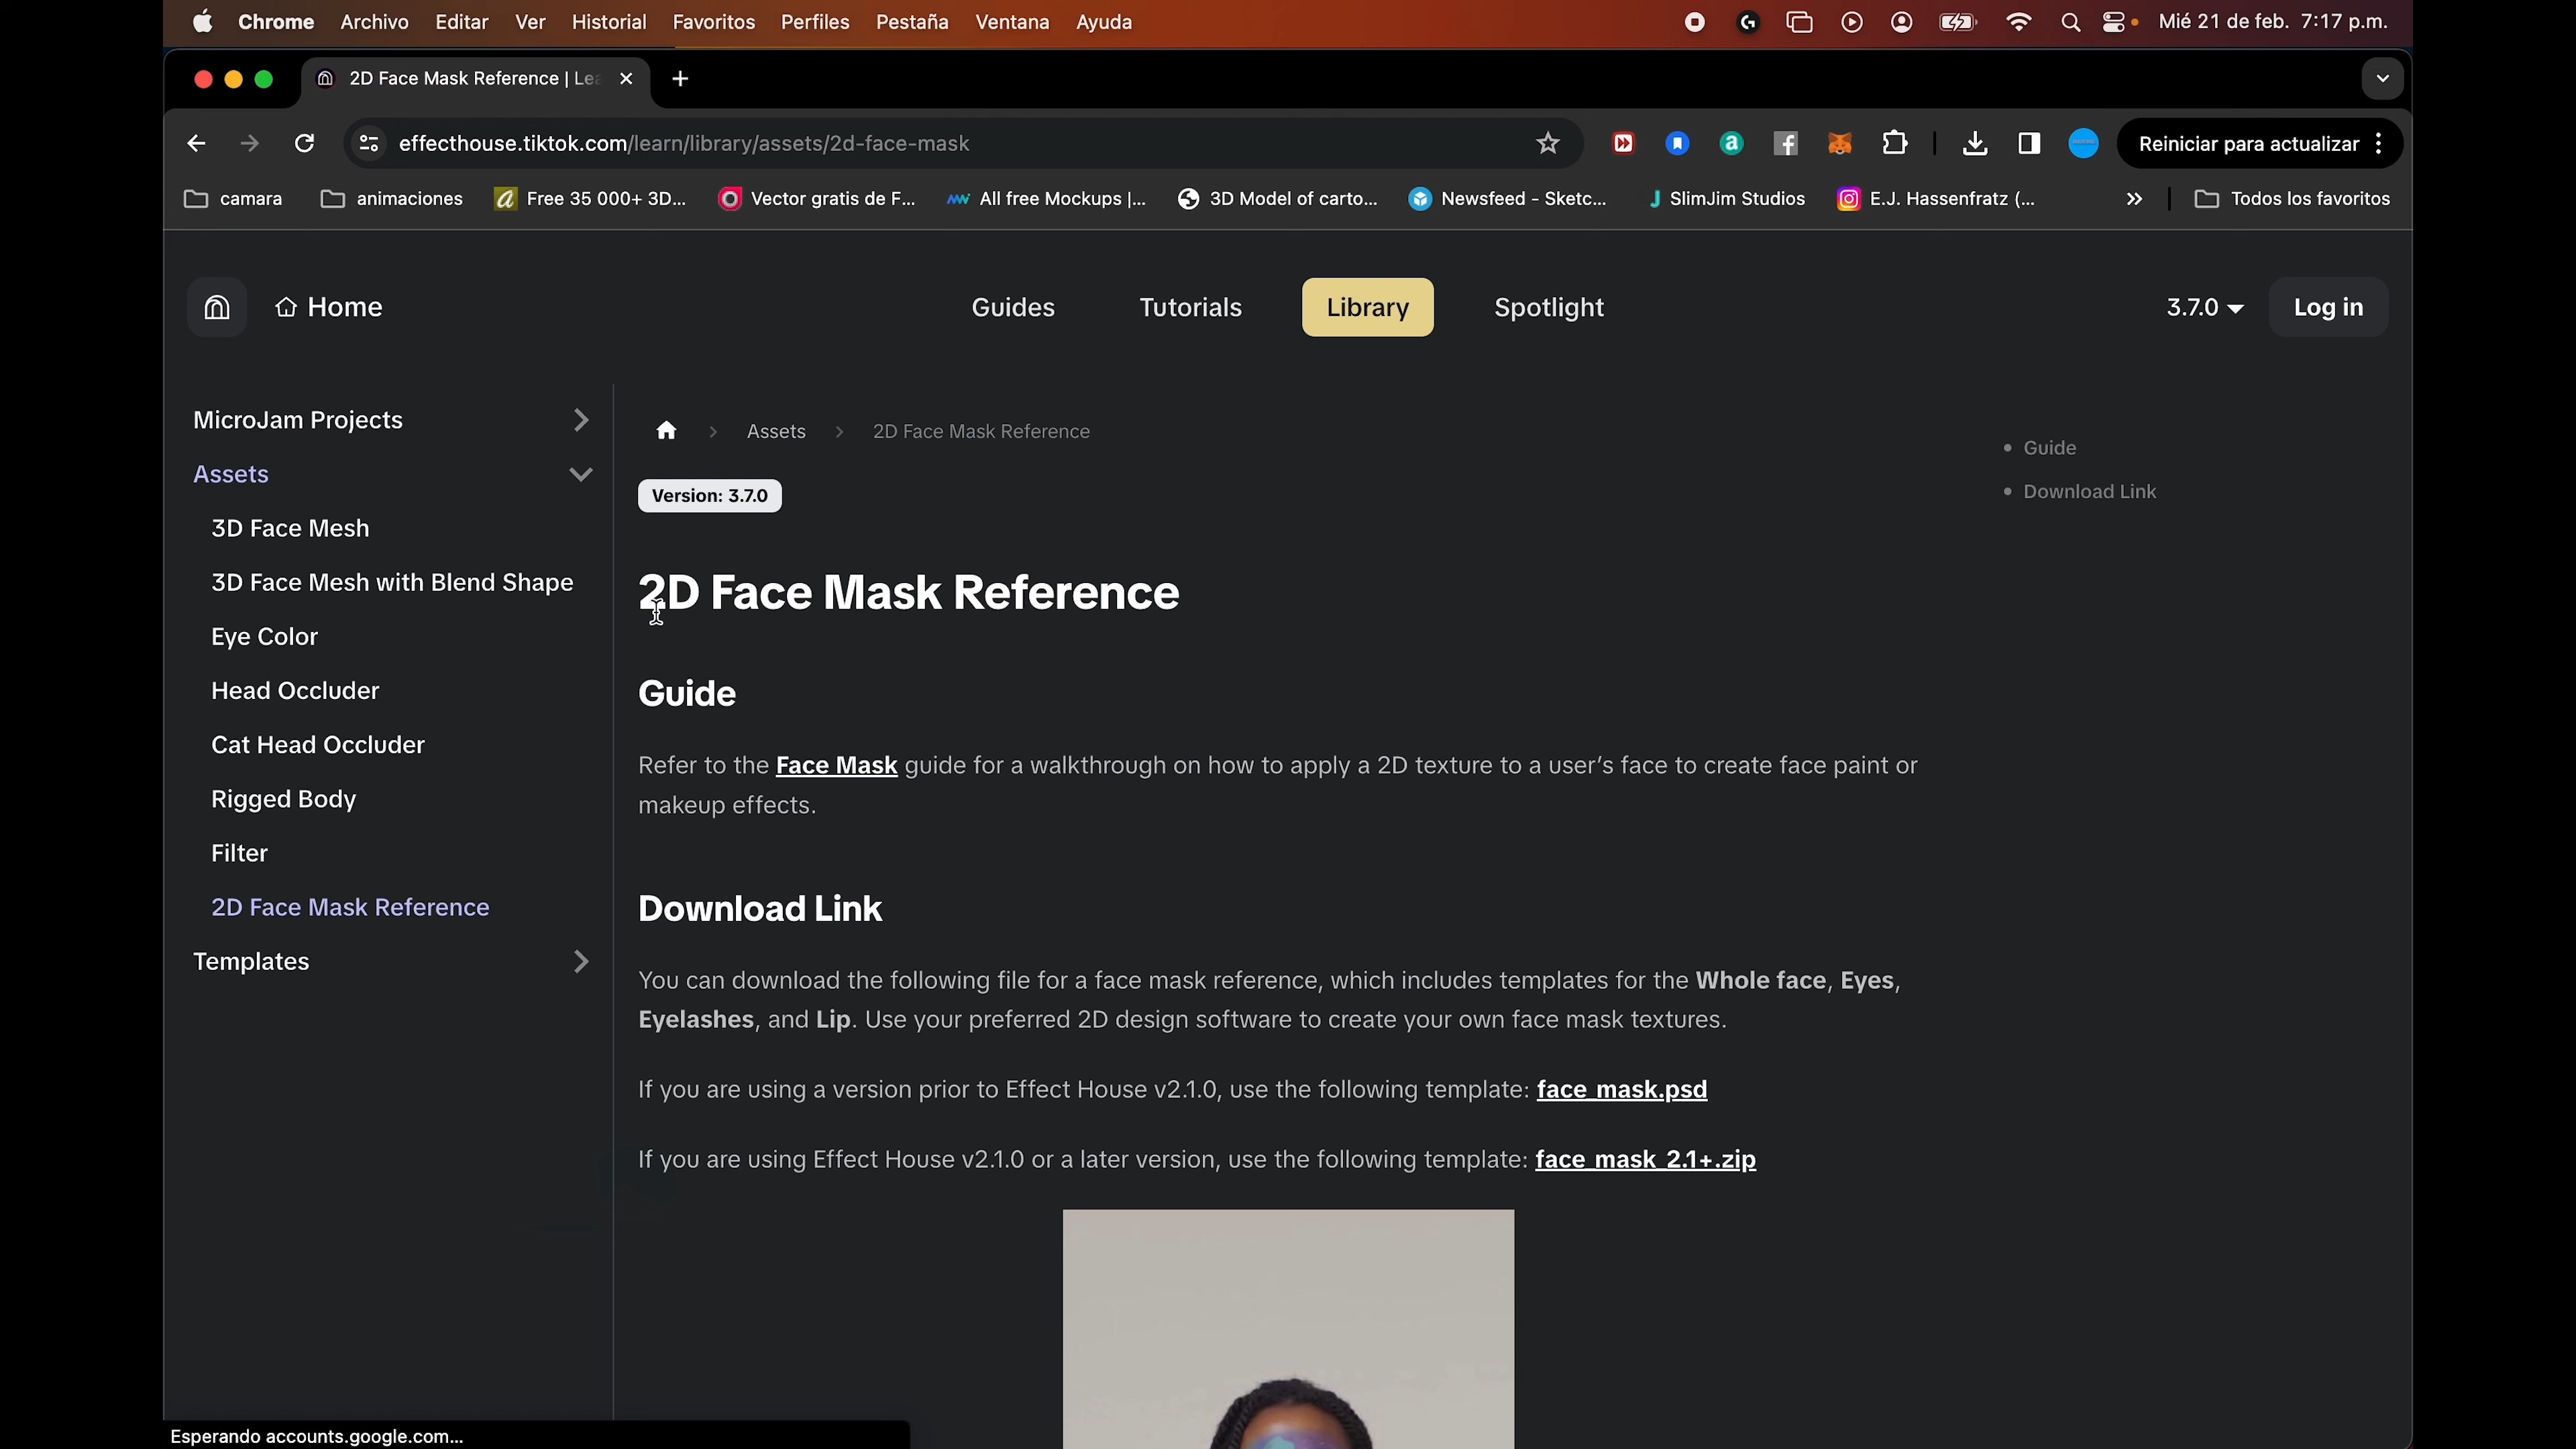 Chrome Archivo Editar Ver Historial Favoritos Perfiles Pestaña Ventana Ayuda Mié 21 de feb. 7:17 p.m.
2D Face Mask Reference | Lea
effecthouse.tiktok.com/learn/library/assets/2d-face-mask Reiniciar para actualizar
camara animaciones Free 35 000+ 3D... Vector gratis de F... All free Mockups |... 3D Model of carto... Newsfeed - Sketc... SlimJim Studios E.J. Hassenfratz (... Todos los favoritos
Home Guides Tutorials Library Spotlight 3.7.0 Log in
MicroJam Projects
Assets
3D Face Mesh
3D Face Mesh with Blend Shape
Eye Color
Head Occluder
Cat Head Occluder
Rigged Body
Filter
2D Face Mask Reference
Templates
Assets 2D Face Mask Reference
Version: 3.7.0
2D Face Mask Reference
Guide
Refer to the Face Mask guide for a walkthrough on how to apply a 2D texture to a user's face to create face paint or
makeup effects.
Download Link
You can download the following file for a face mask reference, which includes templates for the Whole face, Eyes,
Eyelashes, and Lip. Use your preferred 2D design software to create your own face mask textures.
If you are using a version prior to Effect House v2.1.0, use the following template: face_mask.psd
If you are using Effect House v2.1.0 or a later version, use the following template: face_mask_2.1+.zip
Guide
Download Link
Esperando accounts.google.com...